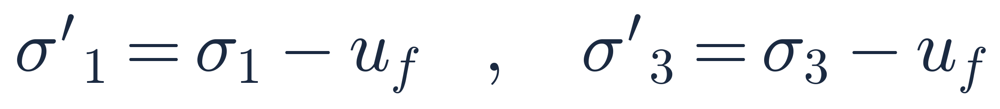 σ′₁ = σ₁ − u_f , σ′₃ = σ₃ − u_f